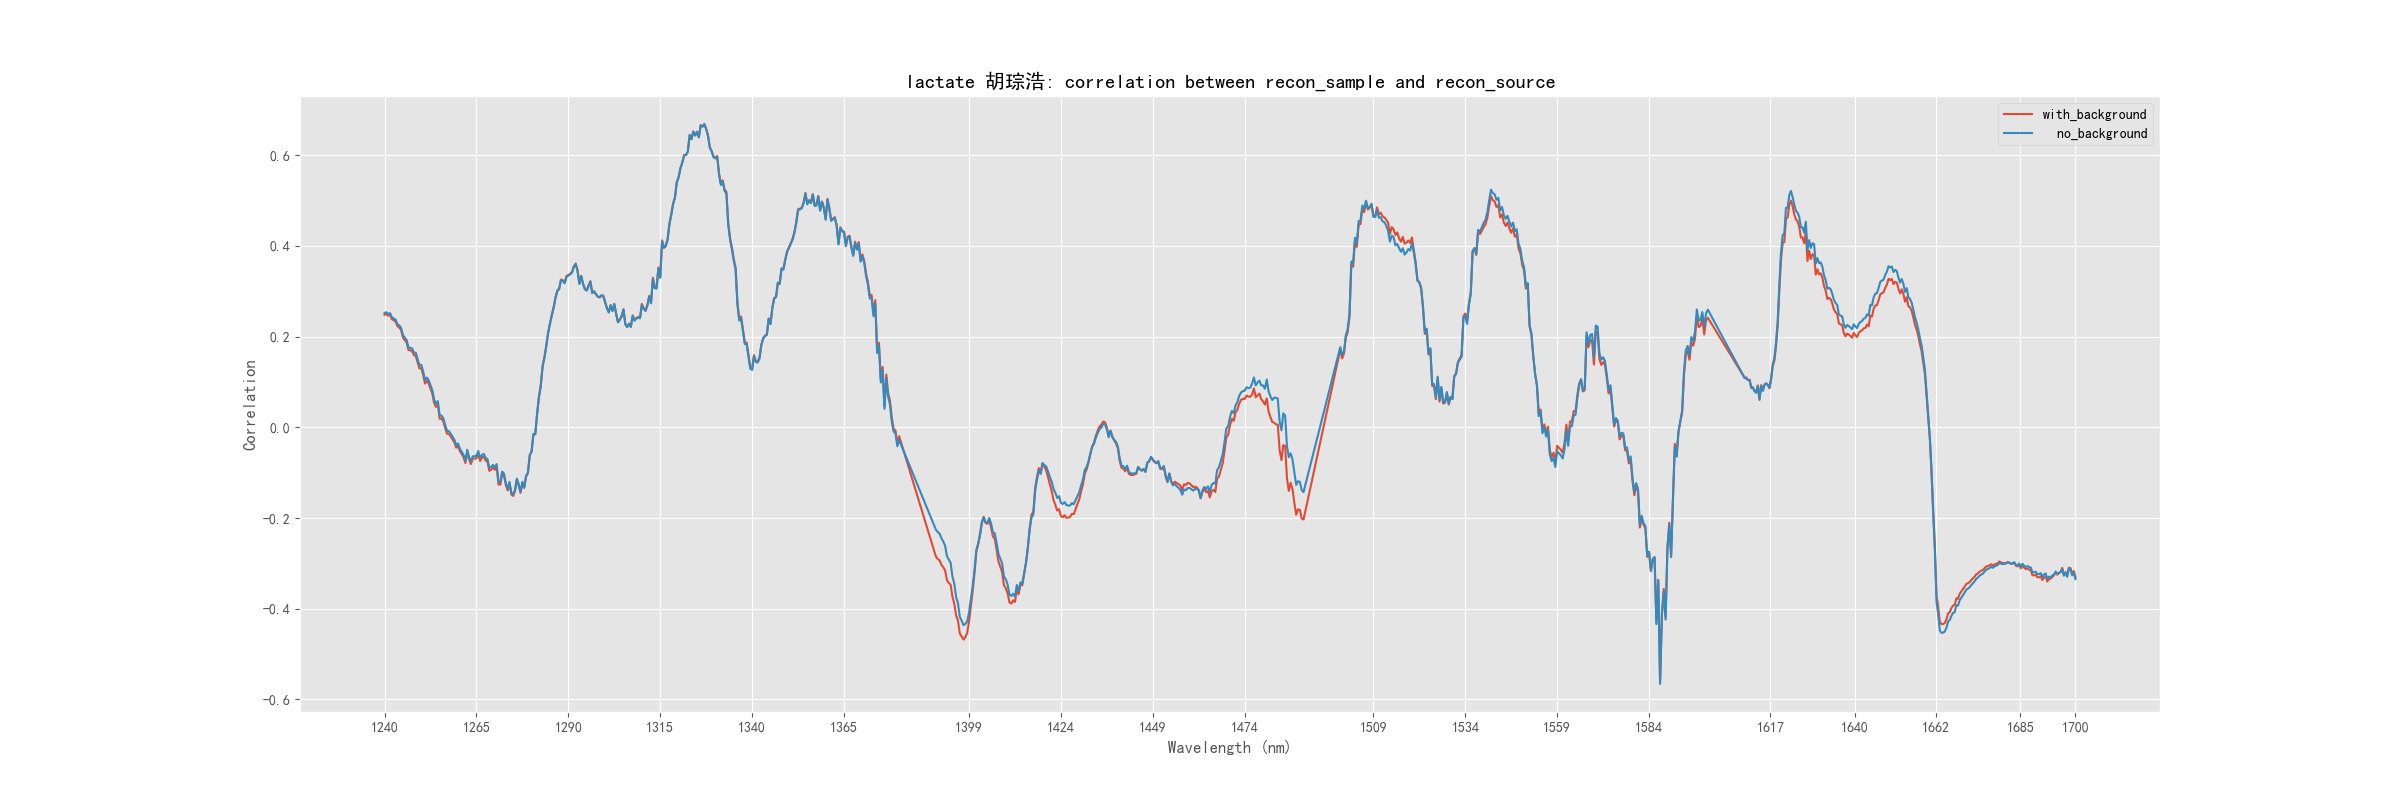 lactate 胡琮浩: correlation between recon_sample and recon_source
with_background
no_background
0.6
0.4
0.2
0.0
−0.2
−0.4
−0.6
Correlation
1240 1265 1290 1315 1340 1365 1399 1424 1449 1474 1509 1534 1559 1584 1617 1640 1662 1685 1700
Wavelength (nm)